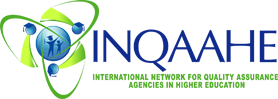 INQAAHE
INTERNATIONAL NETWORK FOR QUALITY ASSURANCE
AGENCIES IN HIGHER EDUCATION